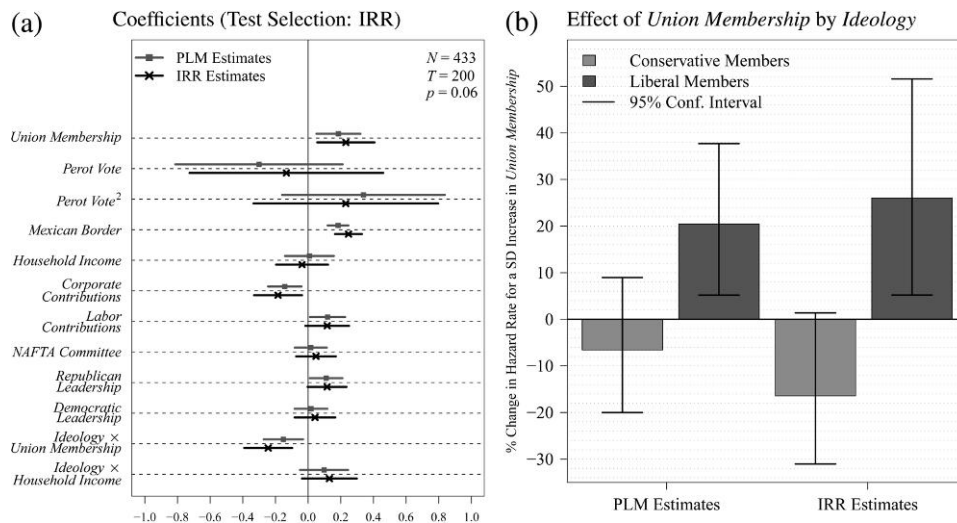 (a) Coefficients (Test Selection: IRR)
PLM Estimates
IRR Estimates
N = 433
T = 200
p = 0.06
Union Membership
Perot Vote
Perot Vote²
Mexican Border
Household Income
Corporate
Contributions
Labor
Contributions
NAFTA Committee
Republican
Leadership
Democratic
Leadership
Ideology ×
Union Membership
Ideology ×
Household Income
−1.0 −0.8 −0.6 −0.4 −0.2 0.0 0.2 0.4 0.6 0.8 1.0
(b) Effect of Union Membership by Ideology
Conservative Members
Liberal Members
95% Conf. Interval
% Change in Hazard Rate for a SD Increase in Union Membership
50
40
30
20
10
0
−10
−20
−30
PLM Estimates IRR Estimates